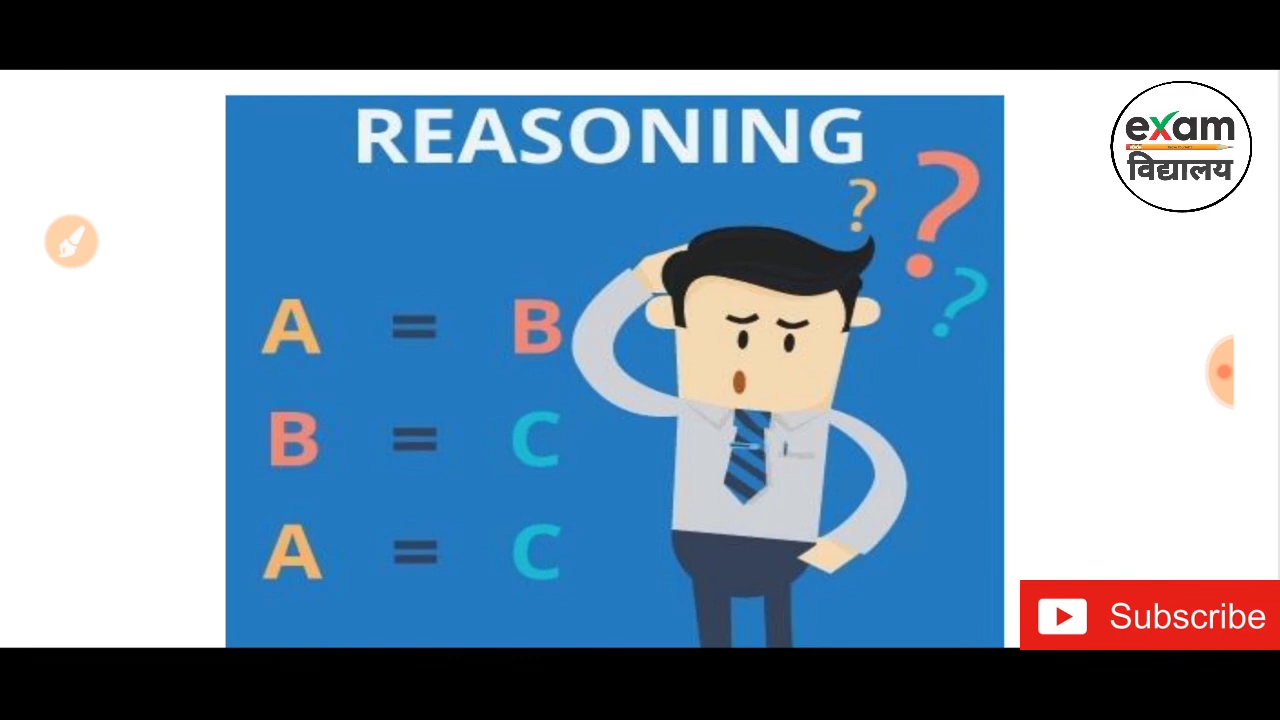 REASONING
exam
विद्यालय
? ? ?
A = B
B = C
A = C
Subscribe